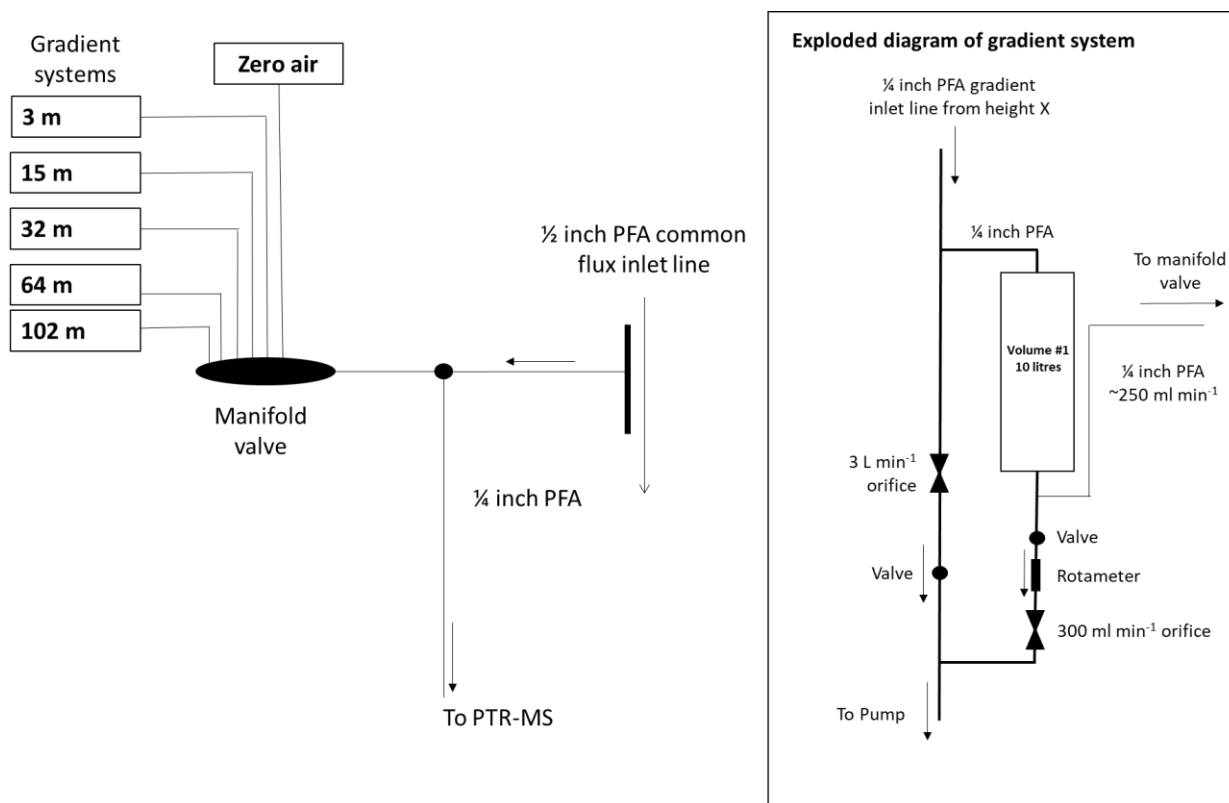 Gradient
systems
Zero air
3 m
15 m
32 m
64 m
102 m
Manifold
valve
½ inch PFA common
flux inlet line
¼ inch PFA
To PTR-MS
Exploded diagram of gradient system
¼ inch PFA gradient
inlet line from height X
¼ inch PFA
To manifold
valve
Volume #1
10 litres
¼ inch PFA
~250 ml min⁻¹
3 L min⁻¹
orifice
Valve
Valve
Rotameter
300 ml min⁻¹ orifice
To Pump